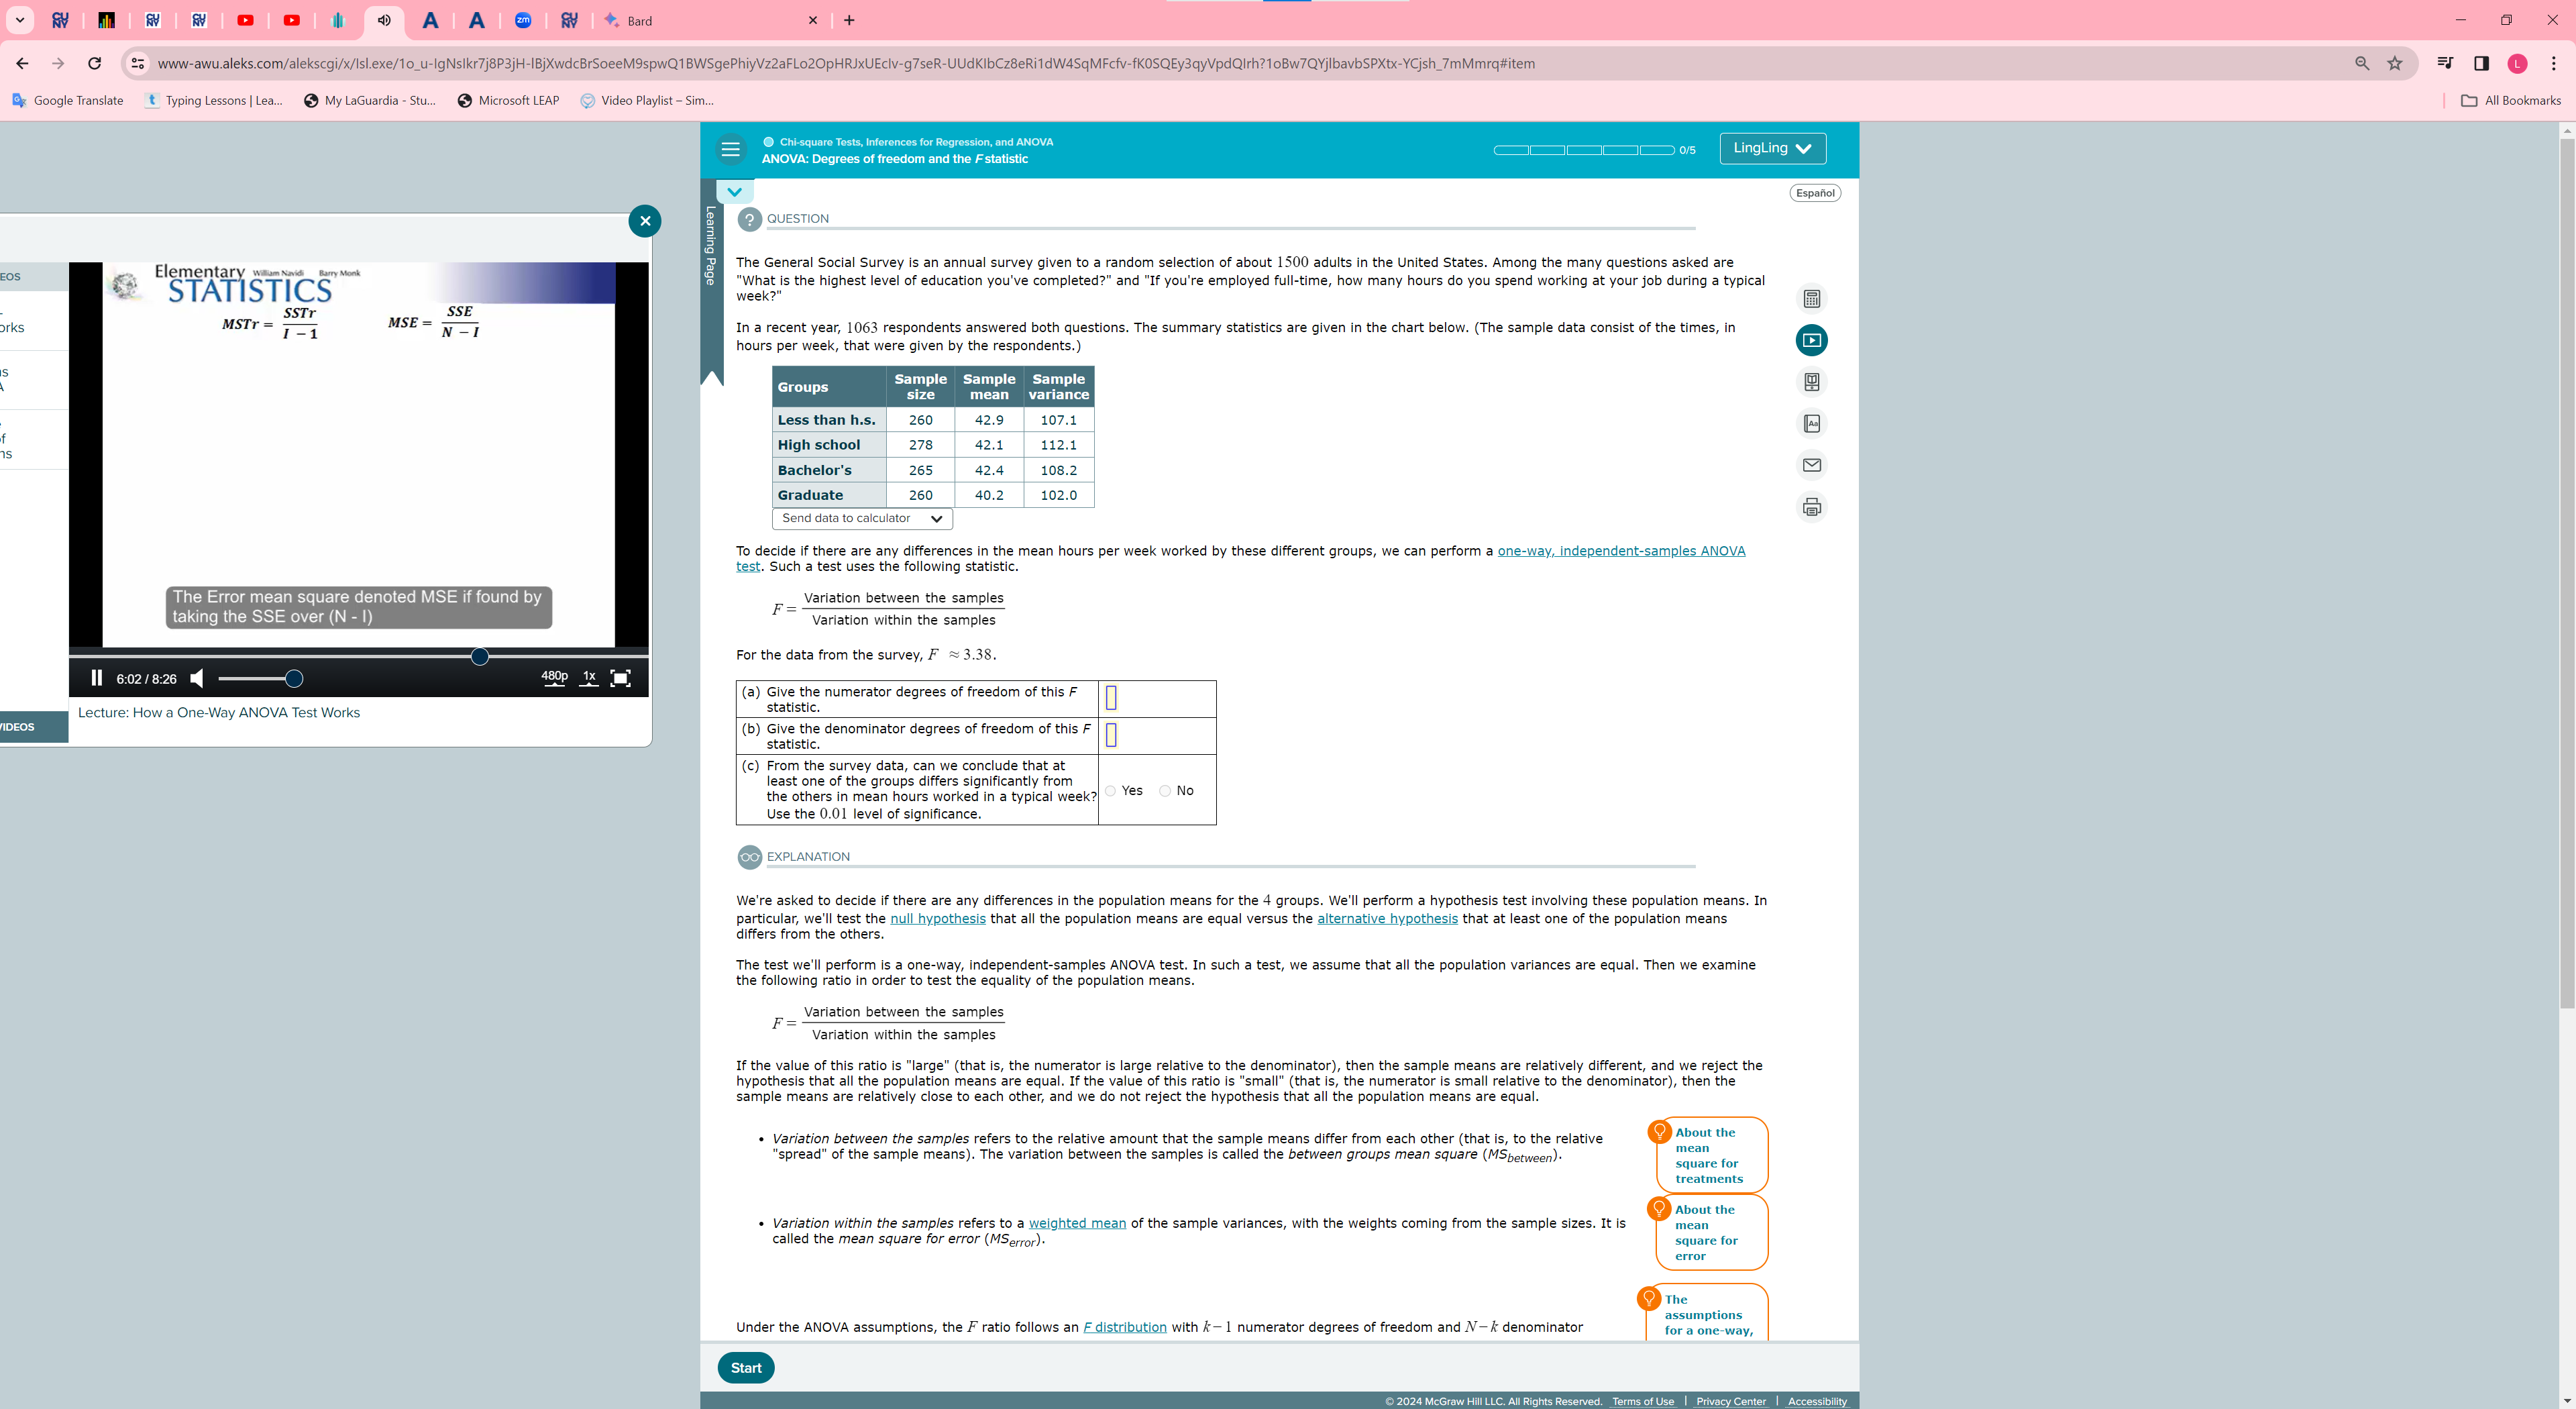 Bard
www-awu.aleks.com/alekscgi/x/Isl.exe/1o_u-IgNsIkr7j8P3jH-IBjXwdcBrSoeeM9spwQ1BWSgePhiyVz2aFLo2OpHRJxUEcIv-g7seR-UUdKIbCz8eRi1dW4SqMFcfv-fK0SQEy3qyVpdQIrh?1oBw7QYjlbavbSPXtx-YCjsh_7mMmrq#item
Google Translate
Typing Lessons | Lea...
My LaGuardia - Stu...
Microsoft LEAP
Video Playlist – Sim...
All Bookmarks
Chi-square Tests, Inferences for Regression, and ANOVA
ANOVA: Degrees of freedom and the F statistic
0/5
LingLing
Español
Learning Page
QUESTION
The General Social Survey is an annual survey given to a random selection of about 1500 adults in the United States. Among the many questions asked are
"What is the highest level of education you've completed?" and "If you're employed full-time, how many hours do you spend working at your job during a typical
week?"
In a recent year, 1063 respondents answered both questions. The summary statistics are given in the chart below. (The sample data consist of the times, in
hours per week, that were given by the respondents.)
Groups Sample size Sample mean Sample variance
Less than h.s. 260 42.9 107.1
High school 278 42.1 112.1
Bachelor's 265 42.4 108.2
Graduate 260 40.2 102.0
Send data to calculator
To decide if there are any differences in the mean hours per week worked by these different groups, we can perform a one-way, independent-samples ANOVA
test. Such a test uses the following statistic.
F = Variation between the samples
Variation within the samples
For the data from the survey, F ≈ 3.38.
(a) Give the numerator degrees of freedom of this F
statistic.
(b) Give the denominator degrees of freedom of this F
statistic.
(c) From the survey data, can we conclude that at
least one of the groups differs significantly from
the others in mean hours worked in a typical week?
Use the 0.01 level of significance.
Yes No
EXPLANATION
We're asked to decide if there are any differences in the population means for the 4 groups. We'll perform a hypothesis test involving these population means. In
particular, we'll test the null hypothesis that all the population means are equal versus the alternative hypothesis that at least one of the population means
differs from the others.
The test we'll perform is a one-way, independent-samples ANOVA test. In such a test, we assume that all the population variances are equal. Then we examine
the following ratio in order to test the equality of the population means.
F = Variation between the samples
Variation within the samples
If the value of this ratio is "large" (that is, the numerator is large relative to the denominator), then the sample means are relatively different, and we reject the
hypothesis that all the population means are equal. If the value of this ratio is "small" (that is, the numerator is small relative to the denominator), then the
sample means are relatively close to each other, and we do not reject the hypothesis that all the population means are equal.
• Variation between the samples refers to the relative amount that the sample means differ from each other (that is, to the relative
"spread" of the sample means). The variation between the samples is called the between groups mean square (MSbetween).
About the
mean
square for
treatments
• Variation within the samples refers to a weighted mean of the sample variances, with the weights coming from the sample sizes. It is
called the mean square for error (MSerror).
About the
mean
square for
error
The
assumptions
for a one-way,
Under the ANOVA assumptions, the F ratio follows an F distribution with k−1 numerator degrees of freedom and N−k denominator
Start
© 2024 McGraw Hill LLC. All Rights Reserved. Terms of Use | Privacy Center | Accessibility
EOS
orks
Elementary William Navidi Barry Monk
STATISTICS
MSTr = SSTr / I − 1
MSE = SSE / N − I
The Error mean square denoted MSE if found by
taking the SSE over (N - I)
6:02 / 8:26
480p 1x
Lecture: How a One-Way ANOVA Test Works
VIDEOS